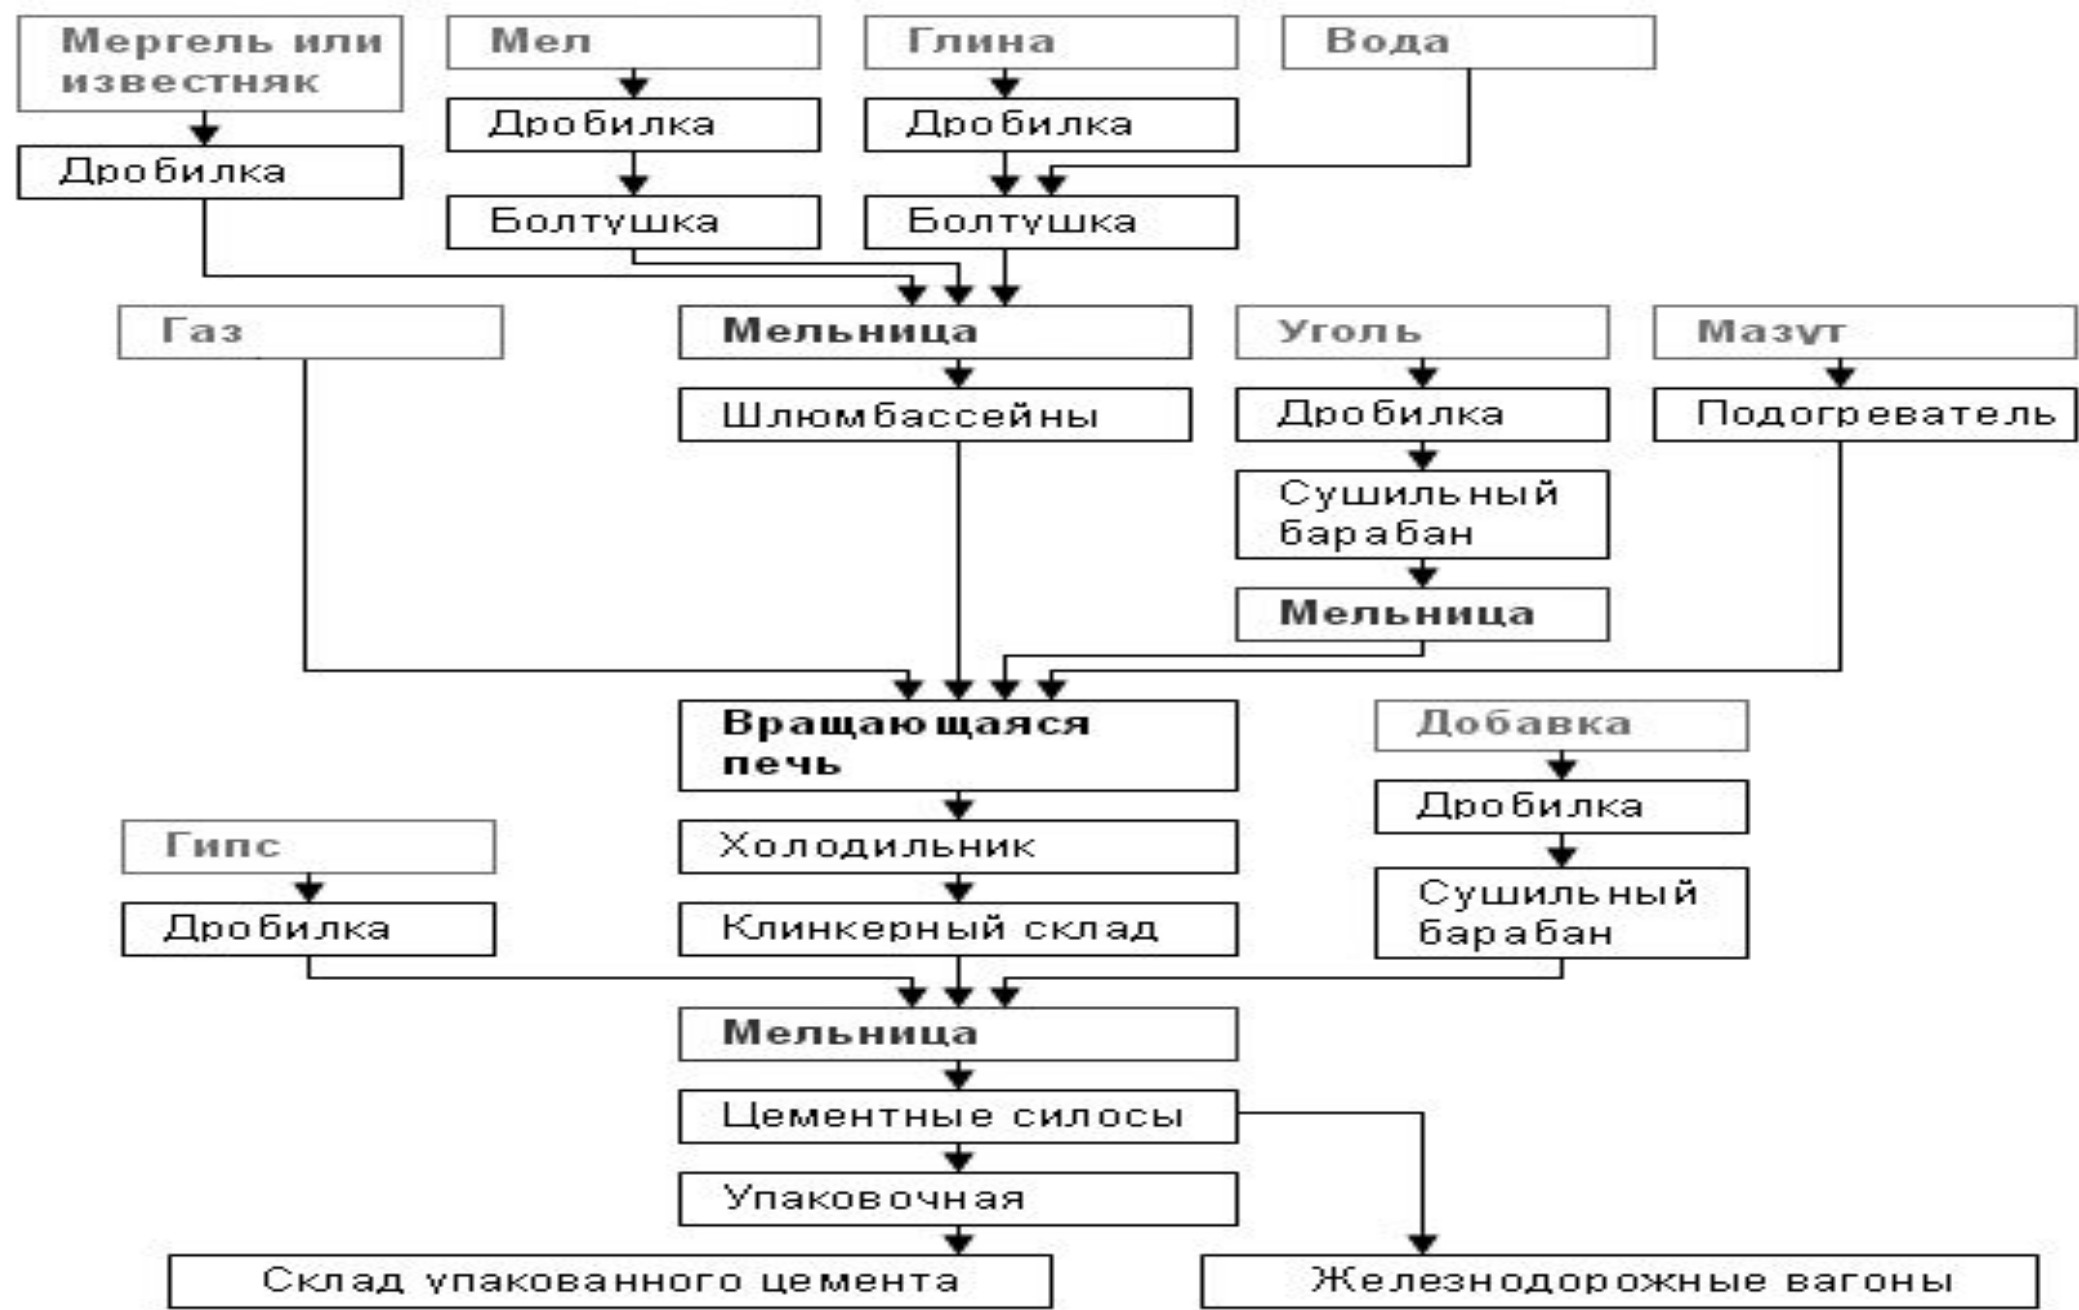 Мергель или
известняк
Мел
Глина
Вода
Дробилка
Дробилка
Дробилка
Болтушка
Болтушка
Газ
Мельница
Уголь
Мазут
Шлюмбассейны
Дробилка
Подогреватель
Сушильный
барабан
Мельница
Вращающаяся
печь
Добавка
Дробилка
Гипс
Холодильник
Сушильный
барабан
Дробилка
Клинкерный склад
Мельница
Цементные силосы
Упаковочная
Склад упакованного цемента
Железнодорожные вагоны